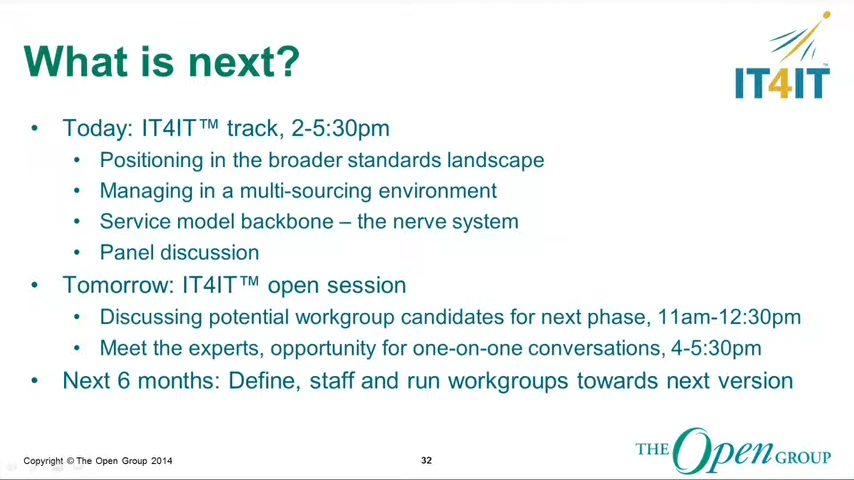 What is next?
IT4IT™
• Today: IT4IT™ track, 2-5:30pm
• Positioning in the broader standards landscape
• Managing in a multi-sourcing environment
• Service model backbone – the nerve system
• Panel discussion
• Tomorrow: IT4IT™ open session
• Discussing potential workgroup candidates for next phase, 11am-12:30pm
• Meet the experts, opportunity for one-on-one conversations, 4-5:30pm
• Next 6 months: Define, staff and run workgroups towards next version
Copyright © The Open Group 2014
32
THE Open GROUP